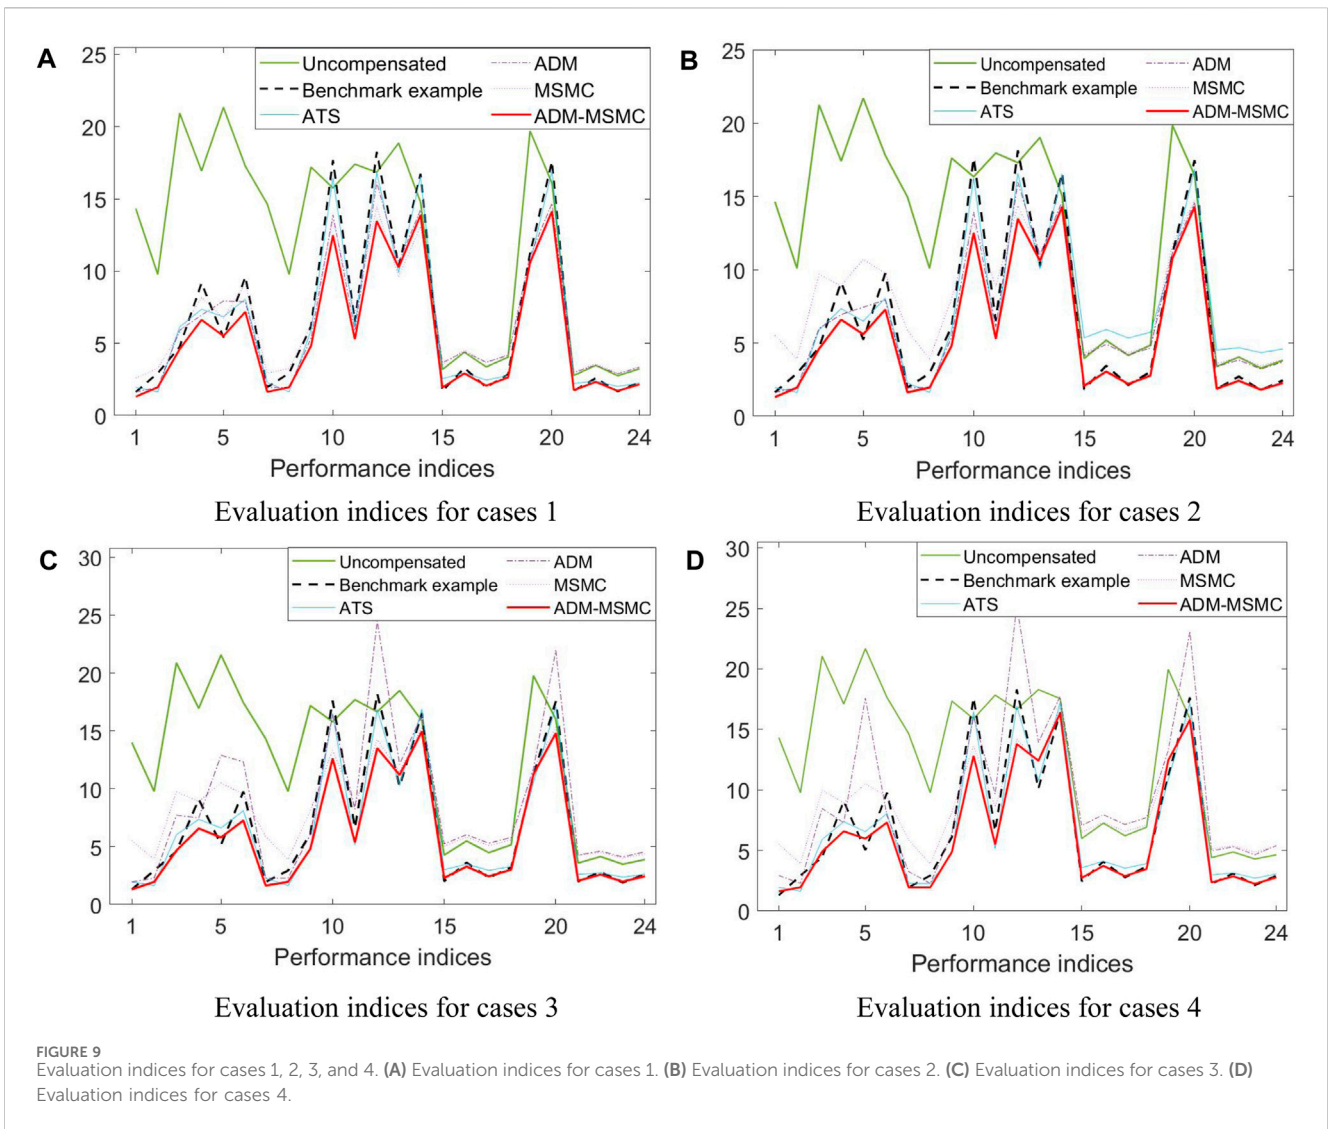 A
25
20
15
10
5
0
Uncompensated
Benchmark example
ATS
ADM
MSMC
ADM-MSMC
1 5 10 15 20 24
Performance indices
Evaluation indices for cases 1
B
25
20
15
10
5
0
Uncompensated
Benchmark example
ATS
ADM
MSMC
ADM-MSMC
1 5 10 15 20 24
Performance indices
Evaluation indices for cases 2
C
30
25
20
15
10
5
0
Uncompensated
Benchmark example
ATS
ADM
MSMC
ADM-MSMC
1 5 10 15 20 24
Performance indices
Evaluation indices for cases 3
D
30
25
20
15
10
5
0
Uncompensated
Benchmark example
ATS
ADM
MSMC
ADM-MSMC
1 5 10 15 20 24
Performance indices
Evaluation indices for cases 4
FIGURE 9
Evaluation indices for cases 1, 2, 3, and 4. (A) Evaluation indices for cases 1. (B) Evaluation indices for cases 2. (C) Evaluation indices for cases 3. (D)
Evaluation indices for cases 4.